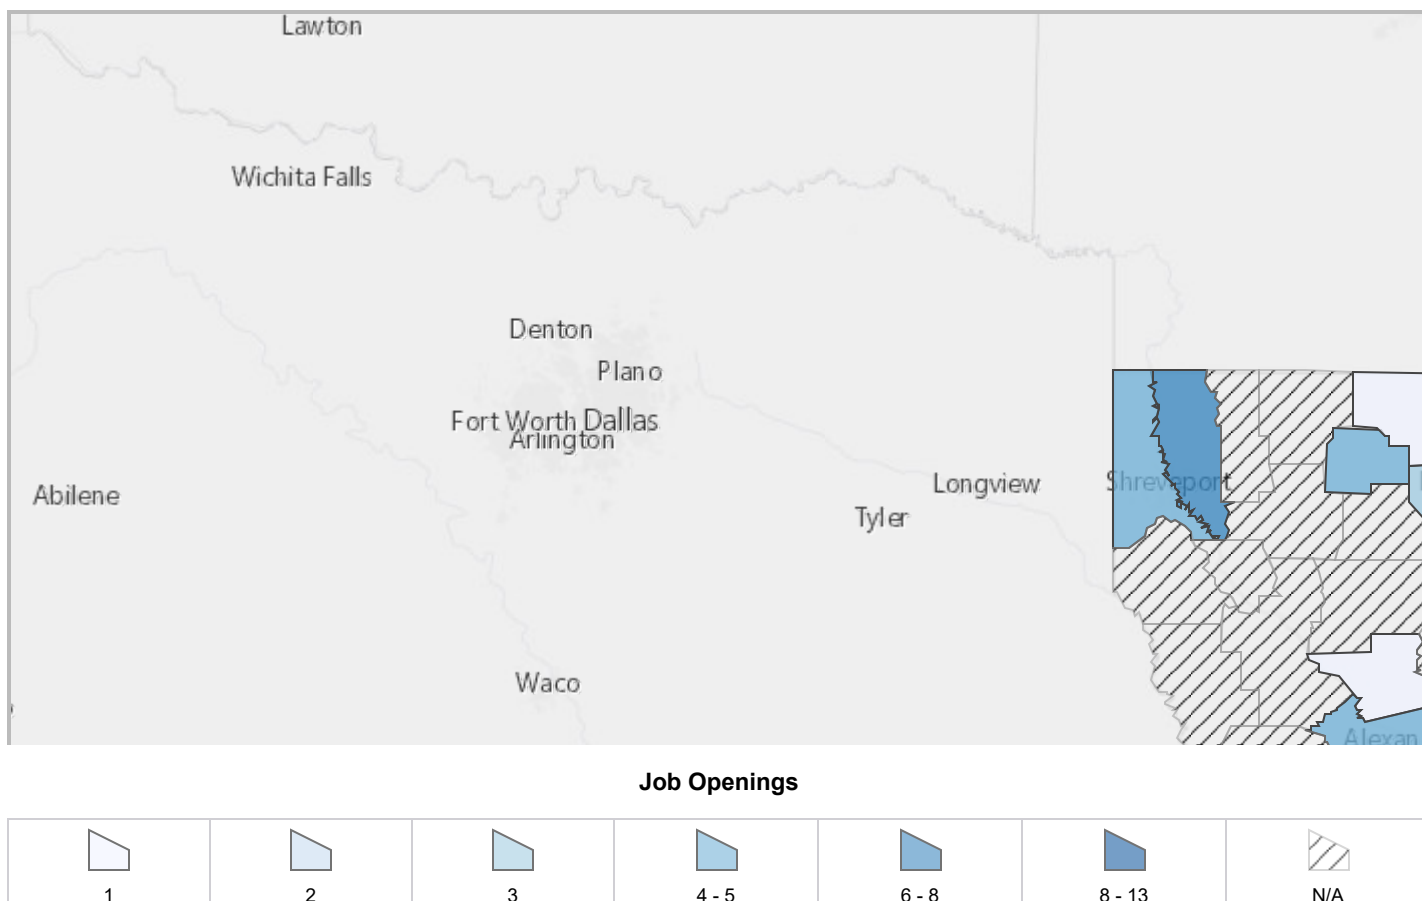 Lawton
Wichita Falls
Denton
Plano
Fort Worth Dallas
Arlington
Shreveport
Longview
Abilene
Tyler
Waco
Alexan
Job Openings
1 2 3 4 - 5 6 - 8 8 - 13 N/A